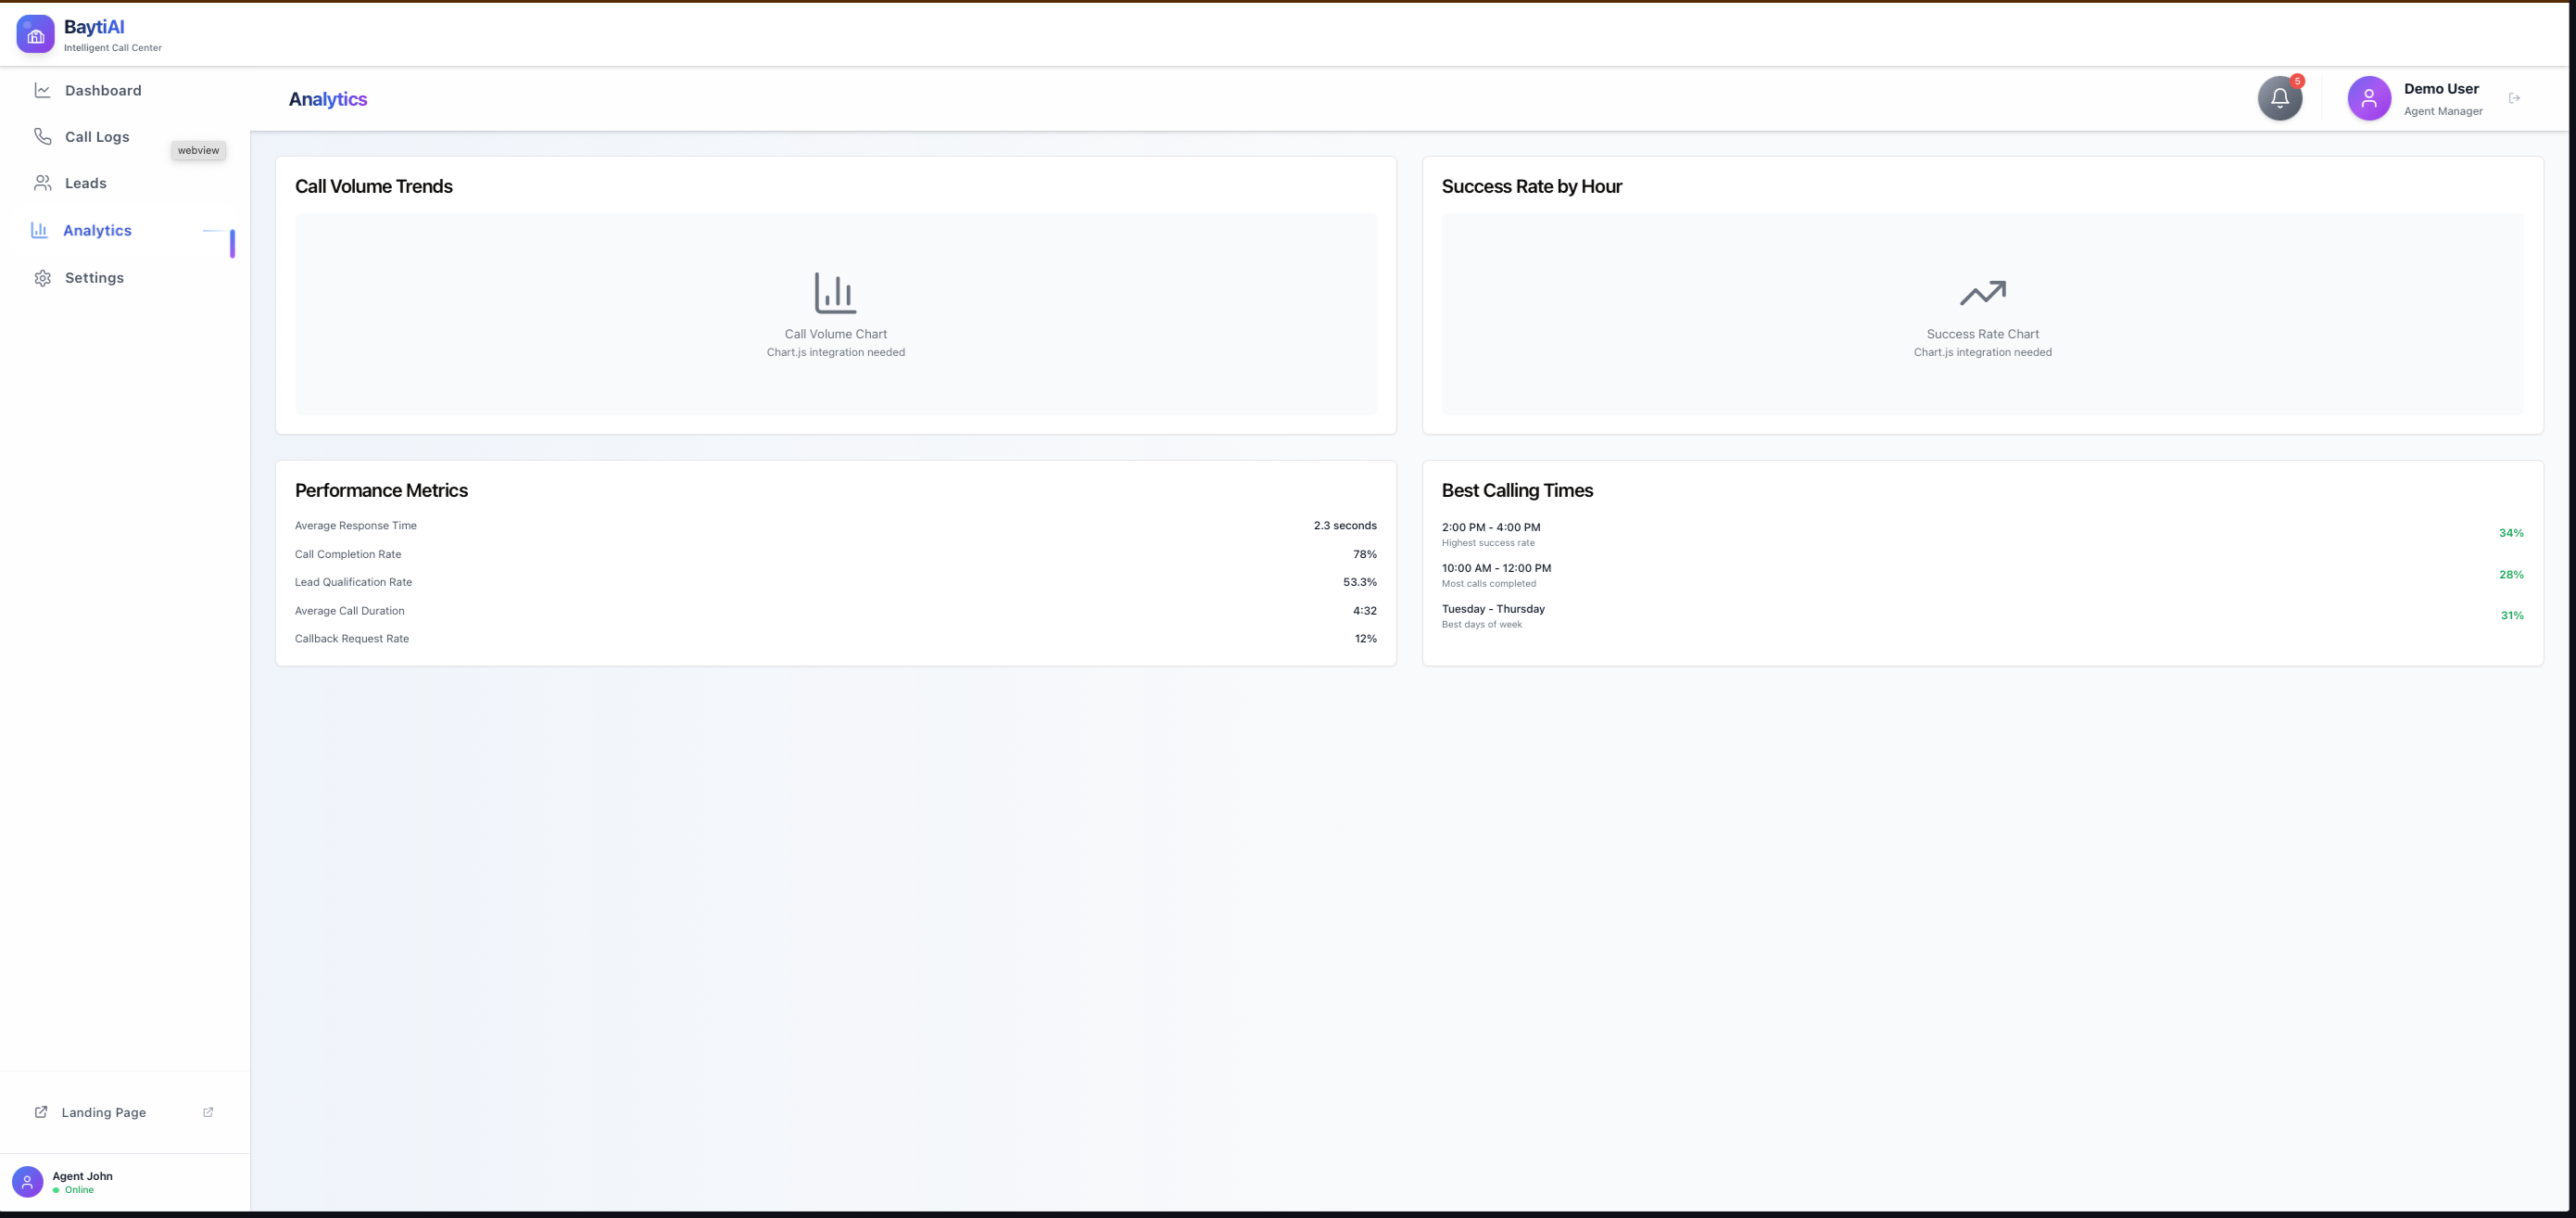 BaytiAI
Intelligent Call Center
Dashboard
Call Logs
webview
Leads
Analytics
Settings
Landing Page
Agent John
Online
Analytics
5
Demo User
Agent Manager
Call Volume Trends
Call Volume Chart
Chart.js integration needed
Success Rate by Hour
Success Rate Chart
Chart.js integration needed
Performance Metrics
Average Response Time 2.3 seconds
Call Completion Rate 78%
Lead Qualification Rate 53.3%
Average Call Duration 4:32
Callback Request Rate 12%
Best Calling Times
2:00 PM - 4:00 PM
Highest success rate
34%
10:00 AM - 12:00 PM
Most calls completed
28%
Tuesday - Thursday
Best days of week
31%